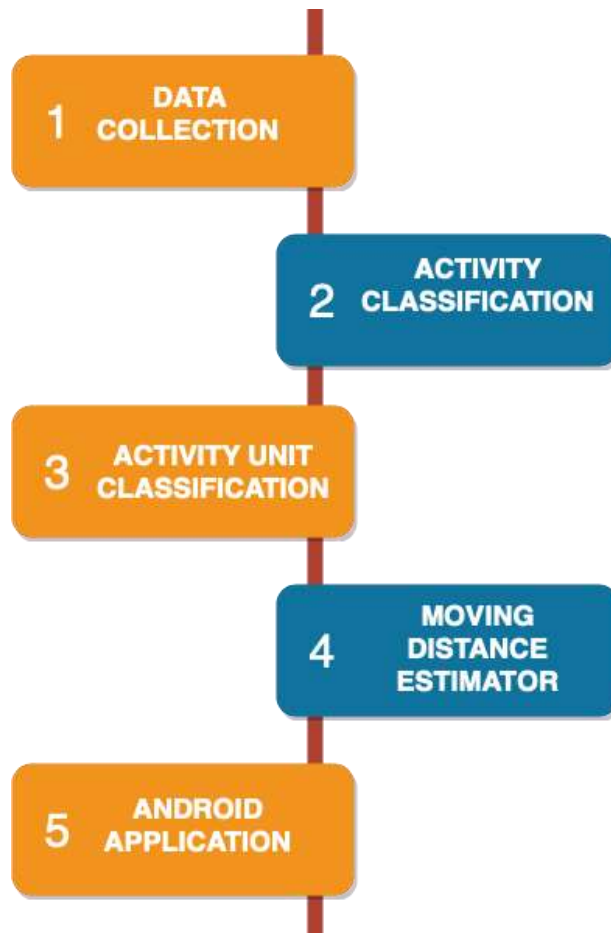 1
DATA
COLLECTION
2
ACTIVITY
CLASSIFICATION
3
ACTIVITY UNIT
CLASSIFICATION
4
MOVING
DISTANCE
ESTIMATOR
5
ANDROID
APPLICATION